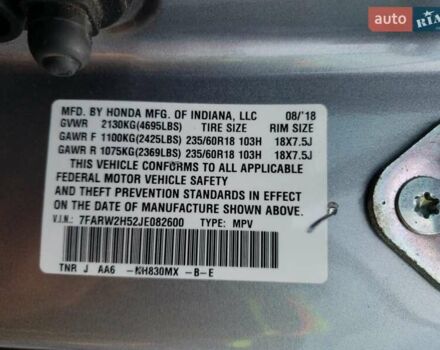 RIA
MFD. BY HONDA MFG. OF INDIANA, LLC 08/'18
GVWR 2130KG(4695LBS) TIRE SIZE RIM SIZE
GAWR F 1100KG(2425LBS) 235/60R18 103H 18X7.5J
GAWR R 1075KG(2369LBS) 235/60R18 103H 18X7.5J
THIS VEHICLE CONFORMS TO ALL APPLICABLE
FEDERAL MOTOR VEHICLE SAFETY
AND THEFT PREVENTION STANDARDS IN EFFECT
ON THE DATE OF MANUFACTURE SHOWN ABOVE.
V.I.N.: 7FARW2H52JE082600 TYPE: MPV
TNR J AA6 -NH830MX -B-E